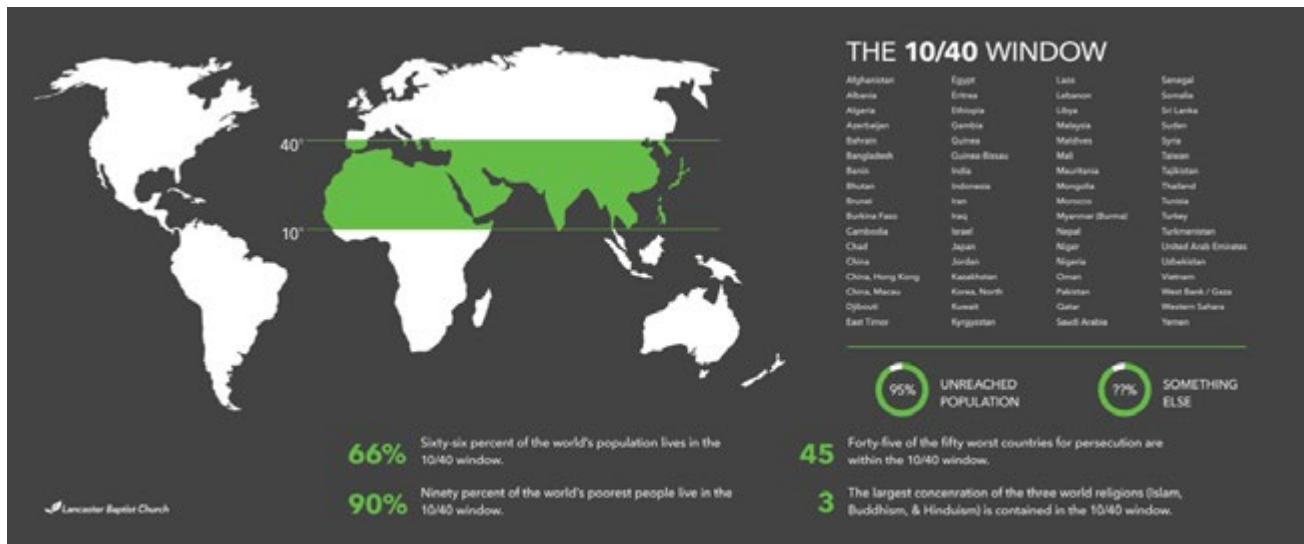 THE 10/40 WINDOW
Afghanistan Egypt Laos Senegal
Albania Eritrea Lebanon Somalia
Algeria Ethiopia Libya Sri Lanka
Azerbaijan Gambia Malaysia Sudan
Bahrain Guinea Maldives Syria
Bangladesh Guinea Bissau Mali Taiwan
Banin India Mauritania Tajikistan
Bhutan Indonesia Mongolia Thailand
Brunei Iran Morocco Tunisia
Burkina Faso Iraq Myanmar (Burma) Turkey
Cambodia Israel Nepal Turkmenistan
Chad Japan Niger United Arab Emirates
China Jordan Nigeria Uzbekistan
China, Hong Kong Kazakhstan Oman Vietnam
China, Macau Korea, North Pakistan West Bank / Gaza
Djibouti Kuwait Qatar Western Sahara
East Timor Kyrgyzstan Saudi Arabia Yemen
40°
10°
95% UNREACHED
POPULATION
??% SOMETHING
ELSE
66% Sixty-six percent of the world's population lives in the
10/40 window.
90% Ninety percent of the world's poorest people live in the
10/40 window.
45 Forty-five of the fifty worst countries for persecution are
within the 10/40 window.
3 The largest concenration of the three world religions (Islam,
Buddhism, & Hinduism) is contained in the 10/40 window.
Lancaster Baptist Church